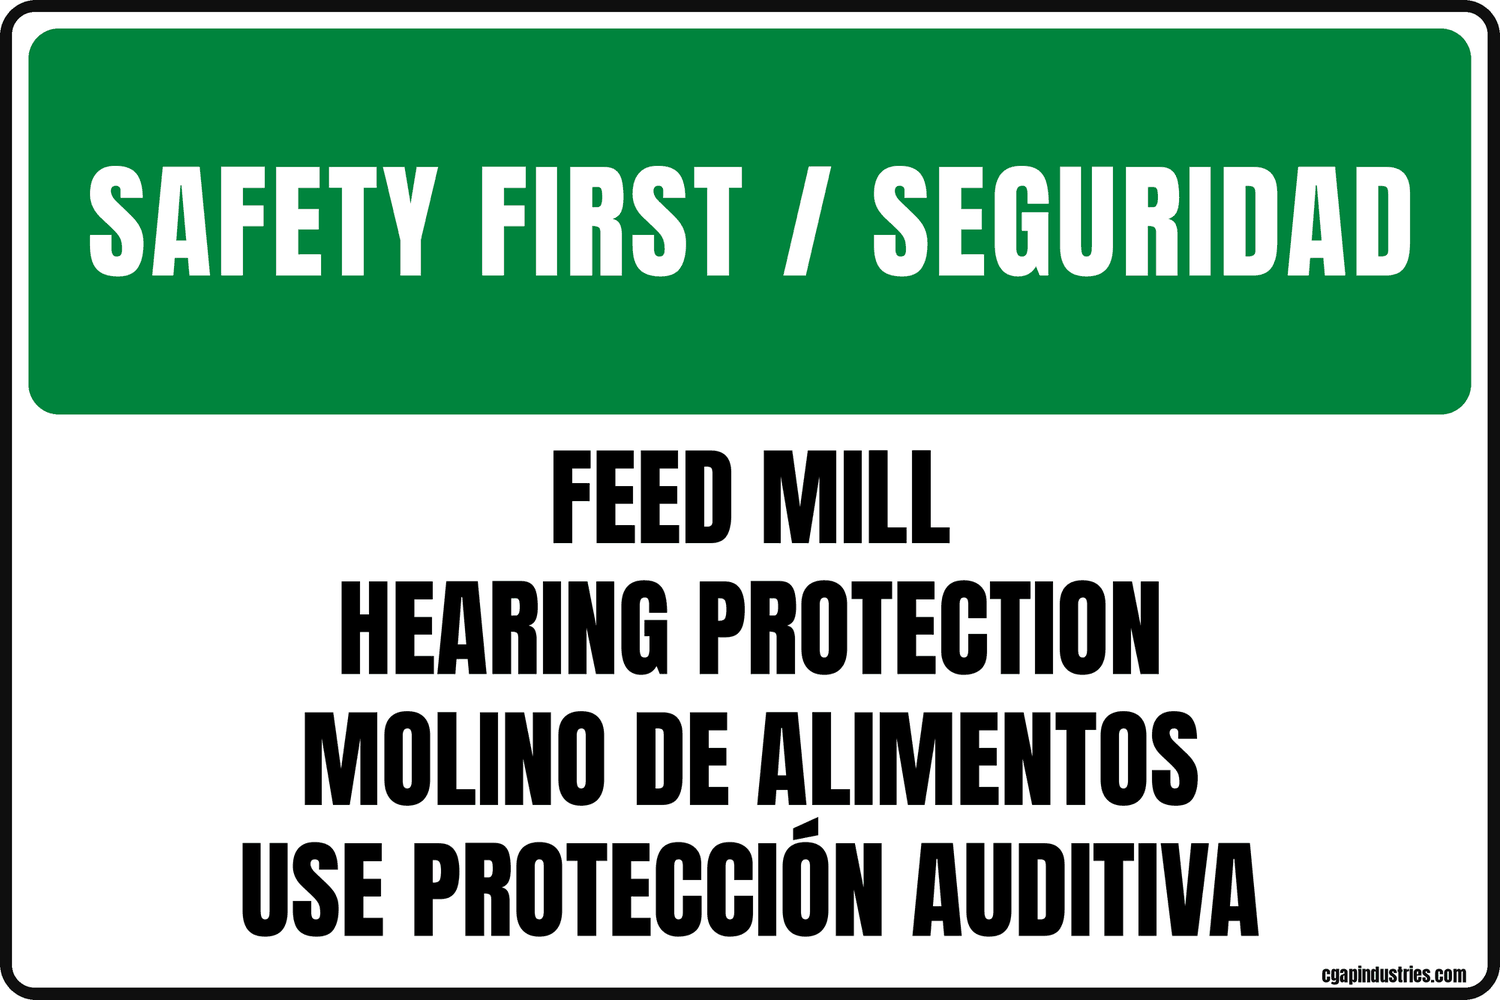 SAFETY FIRST / SEGURIDAD
FEED MILL
HEARING PROTECTION
MOLINO DE ALIMENTOS
USE PROTECCIÓN AUDITIVA
cgapindustries.com